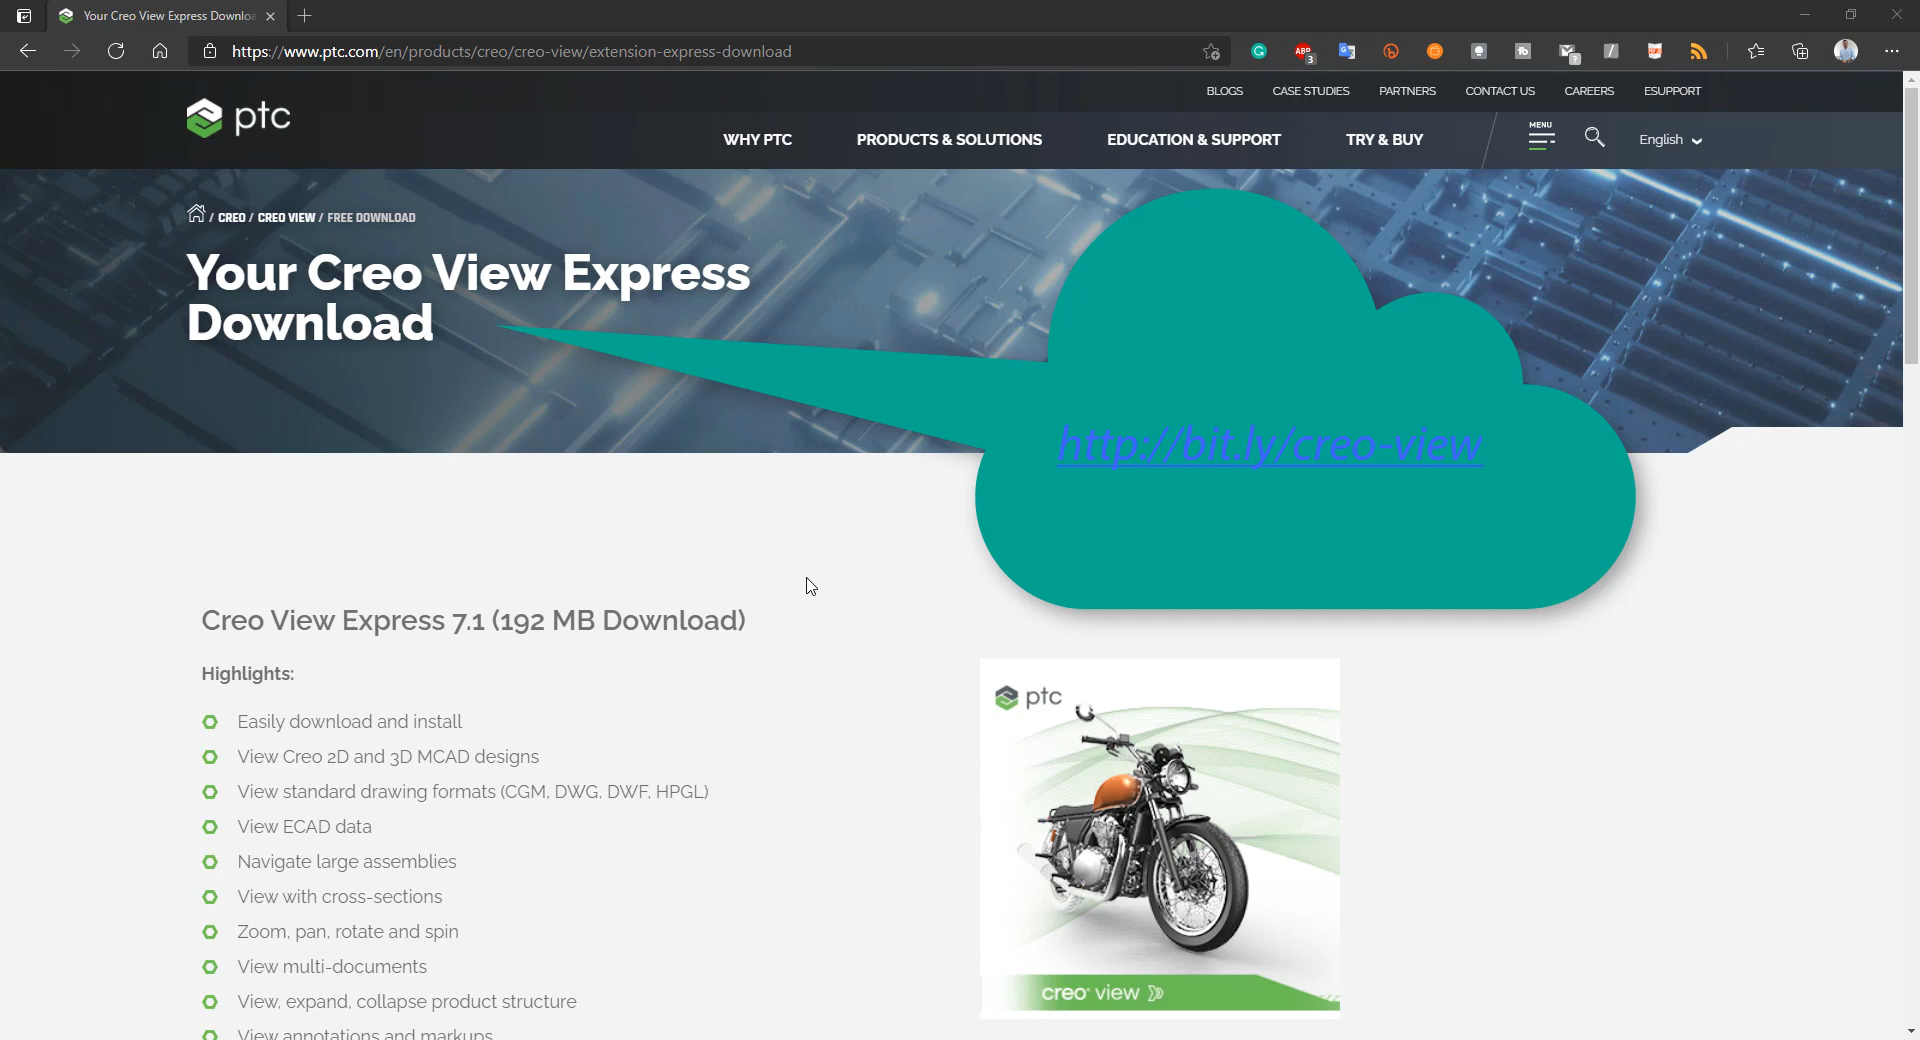 Your Creo View Express Downloa
https://www.ptc.com/en/products/creo/creo-view/extension-express-download
ABP
3
?
BLOGS CASE STUDIES PARTNERS CONTACT US CAREERS ESUPPORT
ptc
WHY PTC PRODUCTS & SOLUTIONS EDUCATION & SUPPORT TRY & BUY MENU English
/ CREO / CREO VIEW / FREE DOWNLOAD
Your Creo View Express
Download
http://bit.ly/creo-view
Creo View Express 7.1 (192 MB Download)
Highlights:
Easily download and install
View Creo 2D and 3D MCAD designs
View standard drawing formats (CGM, DWG, DWF, HPGL)
View ECAD data
Navigate large assemblies
View with cross-sections
Zoom, pan, rotate and spin
View multi-documents
View, expand, collapse product structure
View annotations and markups
ptc
creo view